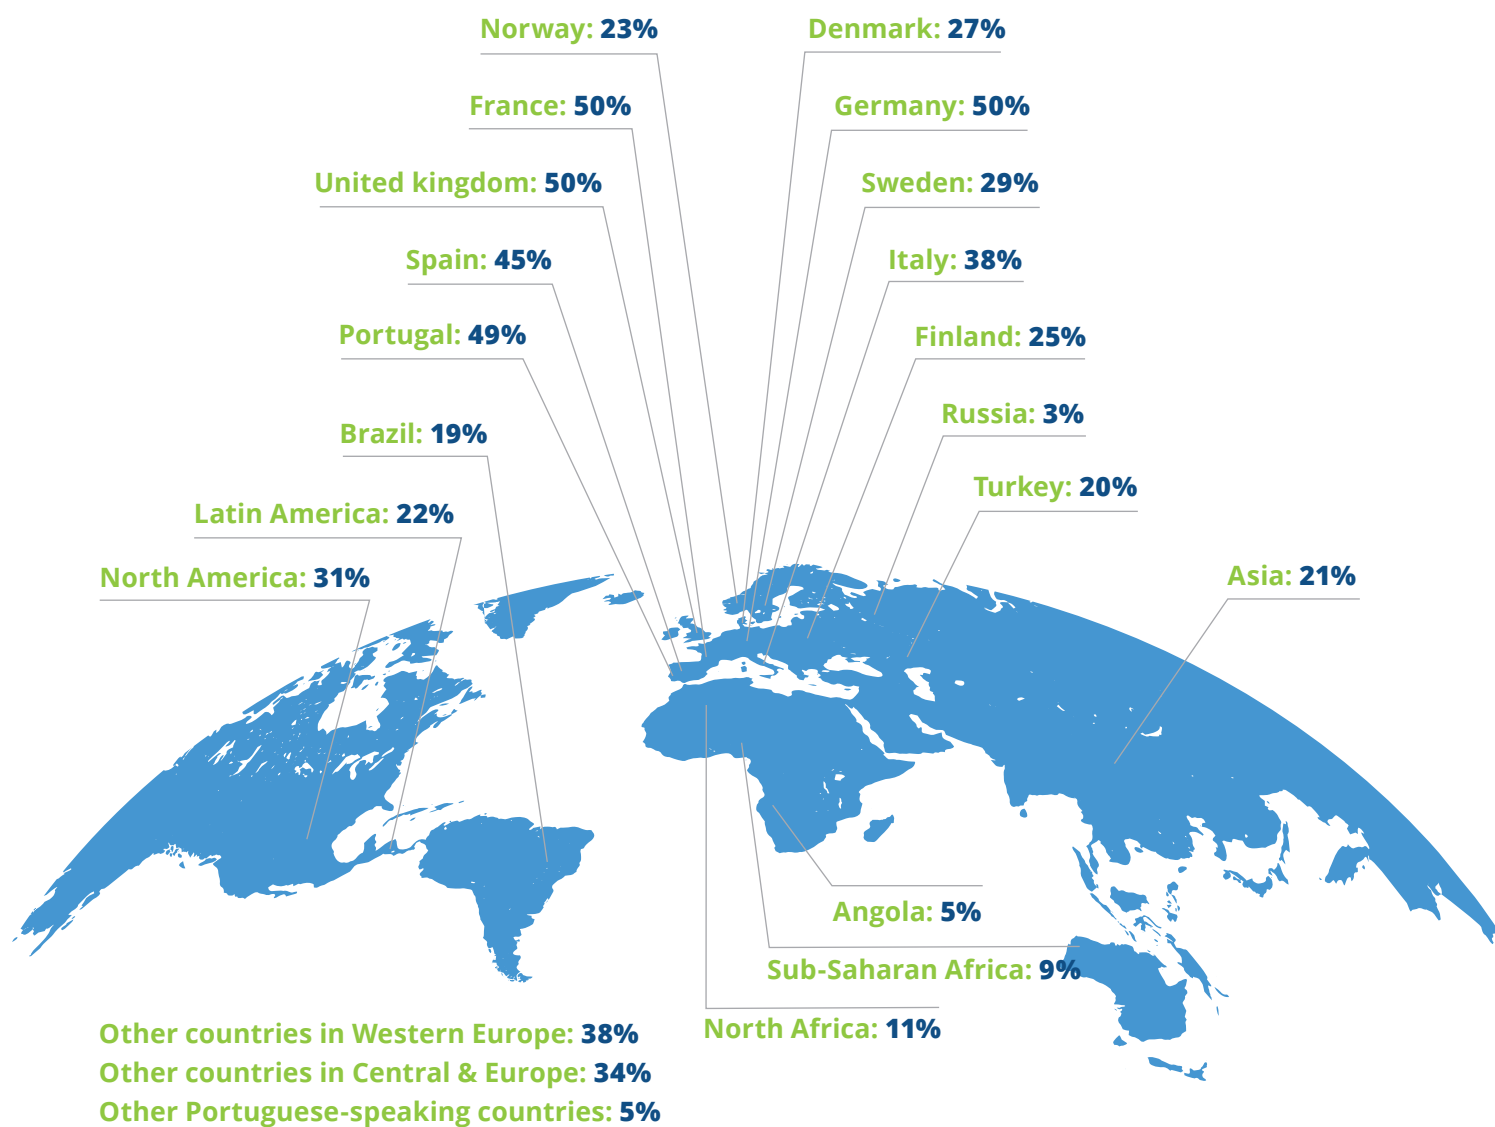 Norway: 23%
Denmark: 27%
France: 50%
Germany: 50%
United kingdom: 50%
Sweden: 29%
Spain: 45%
Italy: 38%
Portugal: 49%
Finland: 25%
Brazil: 19%
Russia: 3%
Turkey: 20%
Latin America: 22%
North America: 31%
Asia: 21%
Angola: 5%
Sub-Saharan Africa: 9%
North Africa: 11%
Other countries in Western Europe: 38%
Other countries in Central & Europe: 34%
Other Portuguese-speaking countries: 5%